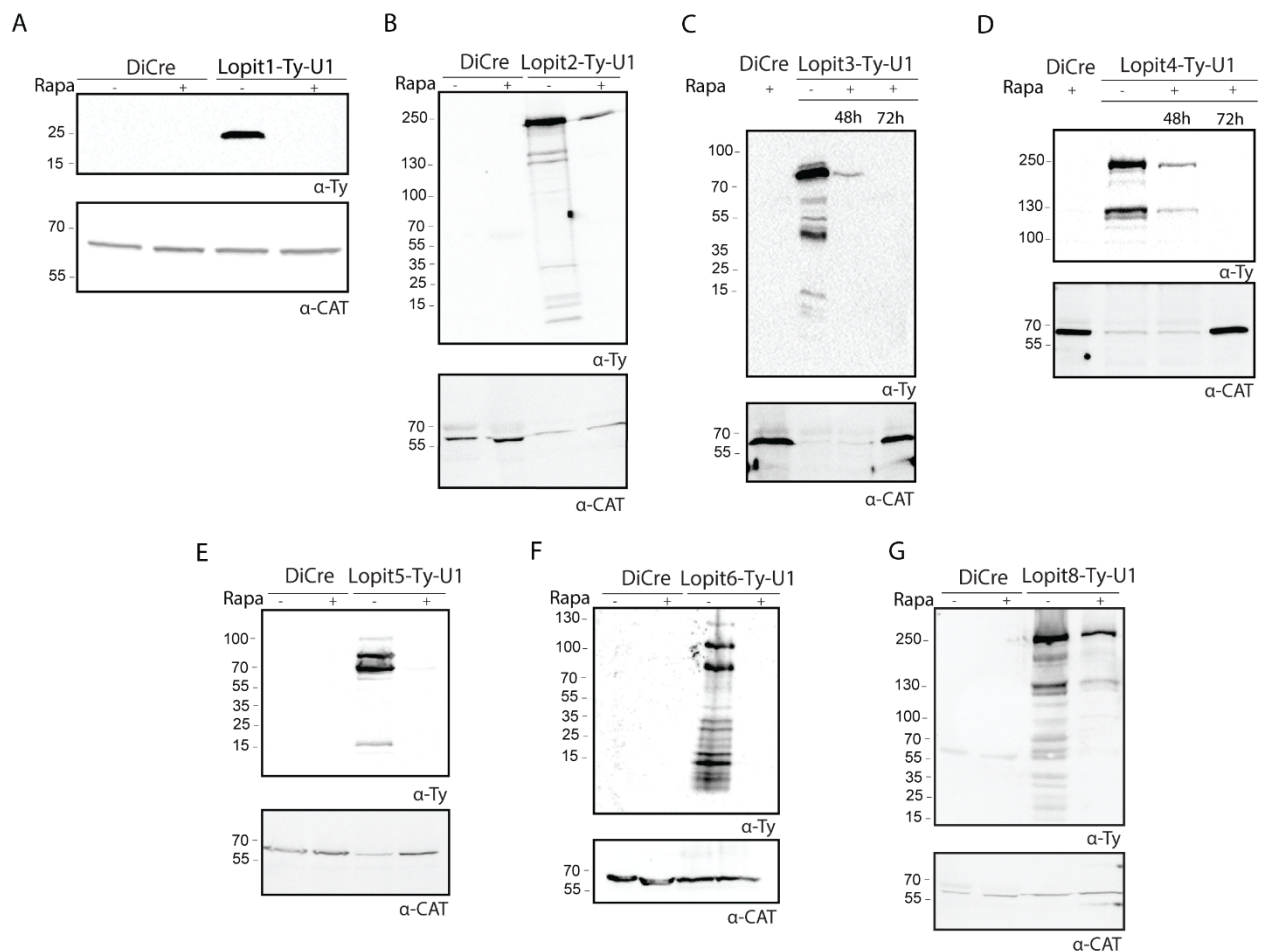 A
DiCre Lopit1-Ty-U1
Rapa - + - +
25
15
α-Ty
70
55
α-CAT
B
DiCre Lopit2-Ty-U1
Rapa - + - +
250
130
100
70
55
35
25
15
α-Ty
70
55
α-CAT
C
DiCre Lopit3-Ty-U1
Rapa + - + +
48h 72h
100
70
55
35
25
15
α-Ty
70
55
α-CAT
D
DiCre Lopit4-Ty-U1
Rapa + - + +
48h 72h
250
130
100
α-Ty
70
55
α-CAT
E
DiCre Lopit5-Ty-U1
Rapa - + - +
100
70
55
35
25
15
α-Ty
70
55
α-CAT
F
DiCre Lopit6-Ty-U1
Rapa - + - +
130
100
70
55
35
25
15
α-Ty
70
55
α-CAT
G
DiCre Lopit8-Ty-U1
Rapa - + - +
250
130
100
70
55
35
25
15
α-Ty
70
55
α-CAT